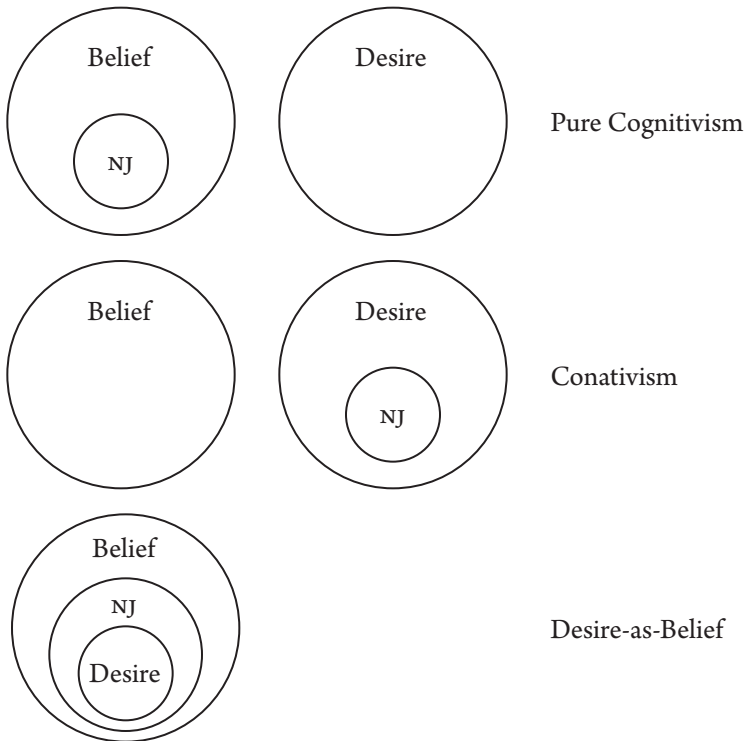 Belief
Desire
Pure Cognitivism
NJ
Belief
Desire
Conativism
NJ
Belief
NJ
Desire-as-Belief
Desire